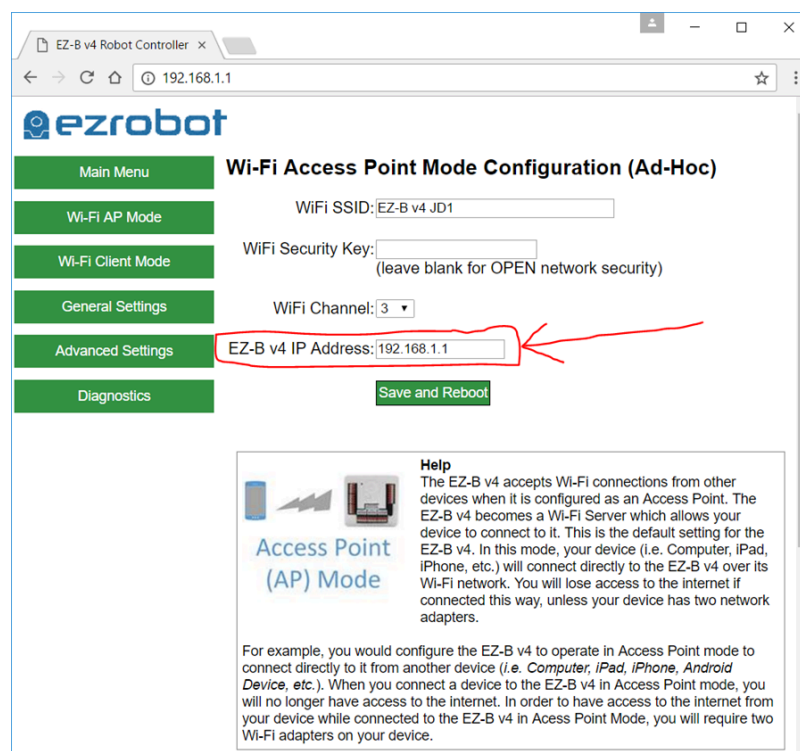 EZ-B v4 Robot Controller
192.168.1.1
ezrobot
Main Menu
Wi-Fi AP Mode
Wi-Fi Client Mode
General Settings
Advanced Settings
Diagnostics
Wi-Fi Access Point Mode Configuration (Ad-Hoc)
WiFi SSID: EZ-B v4 JD1
WiFi Security Key:
(leave blank for OPEN network security)
WiFi Channel: 3
EZ-B v4 IP Address: 192.168.1.1
Save and Reboot
Access Point
(AP) Mode
Help
The EZ-B v4 accepts Wi-Fi connections from other
devices when it is configured as an Access Point. The
EZ-B v4 becomes a Wi-Fi Server which allows your
device to connect to it. This is the default setting for the
EZ-B v4. In this mode, your device (i.e. Computer, iPad,
iPhone, etc.) will connect directly to the EZ-B v4 over its
Wi-Fi network. You will lose access to the internet if
connected this way, unless your device has two network
adapters.
For example, you would configure the EZ-B v4 to operate in Access Point mode to
connect directly to it from another device (i.e. Computer, iPad, iPhone, Android
Device, etc.). When you connect a device to the EZ-B v4 in Access Point mode, you
will no longer have access to the internet. In order to have access to the internet from
your device while connected to the EZ-B v4 in Acess Point Mode, you will require two
Wi-Fi adapters on your device.